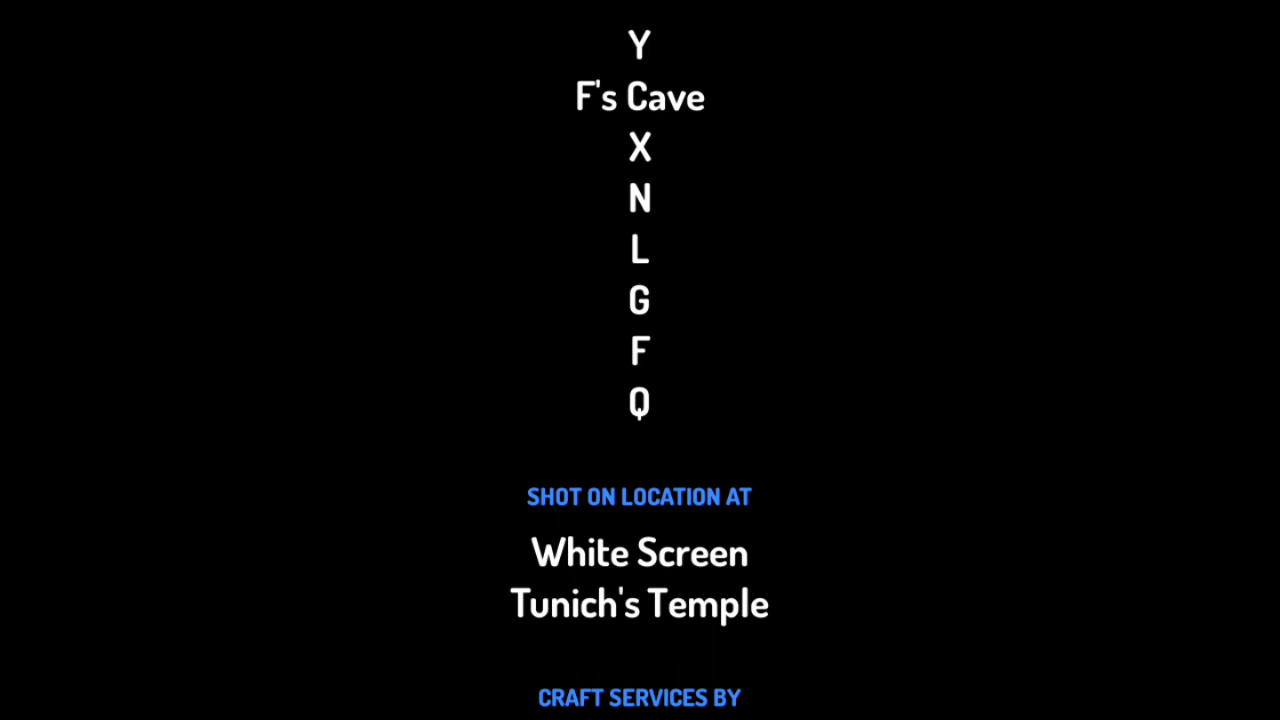 Y
F's Cave
X
N
L
G
F
Q
SHOT ON LOCATION AT
White Screen
Tunich's Temple
CRAFT SERVICES BY